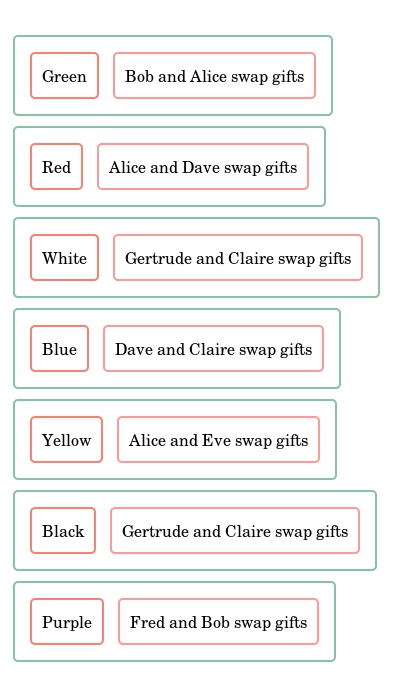 Green Bob and Alice swap gifts
Red Alice and Dave swap gifts
White Gertrude and Claire swap gifts
Blue Dave and Claire swap gifts
Yellow Alice and Eve swap gifts
Black Gertrude and Claire swap gifts
Purple Fred and Bob swap gifts